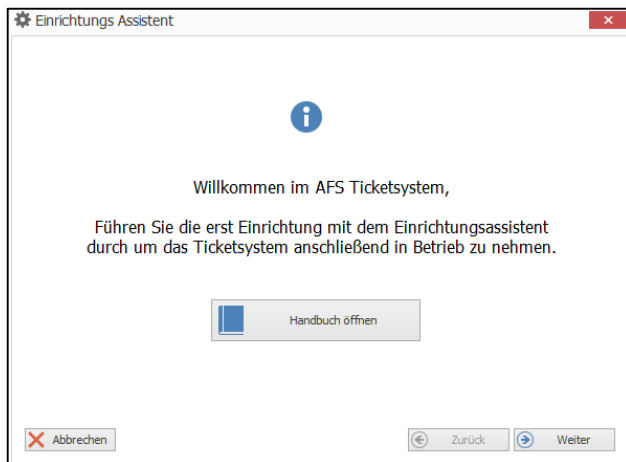 Einrichtungs Assistent
Willkommen im AFS Ticketsystem,
Führen Sie die erst Einrichtung mit dem Einrichtungsassistent
durch um das Ticketsystem anschließend in Betrieb zu nehmen.
Handbuch öffnen
Abbrechen
Zurück
Weiter